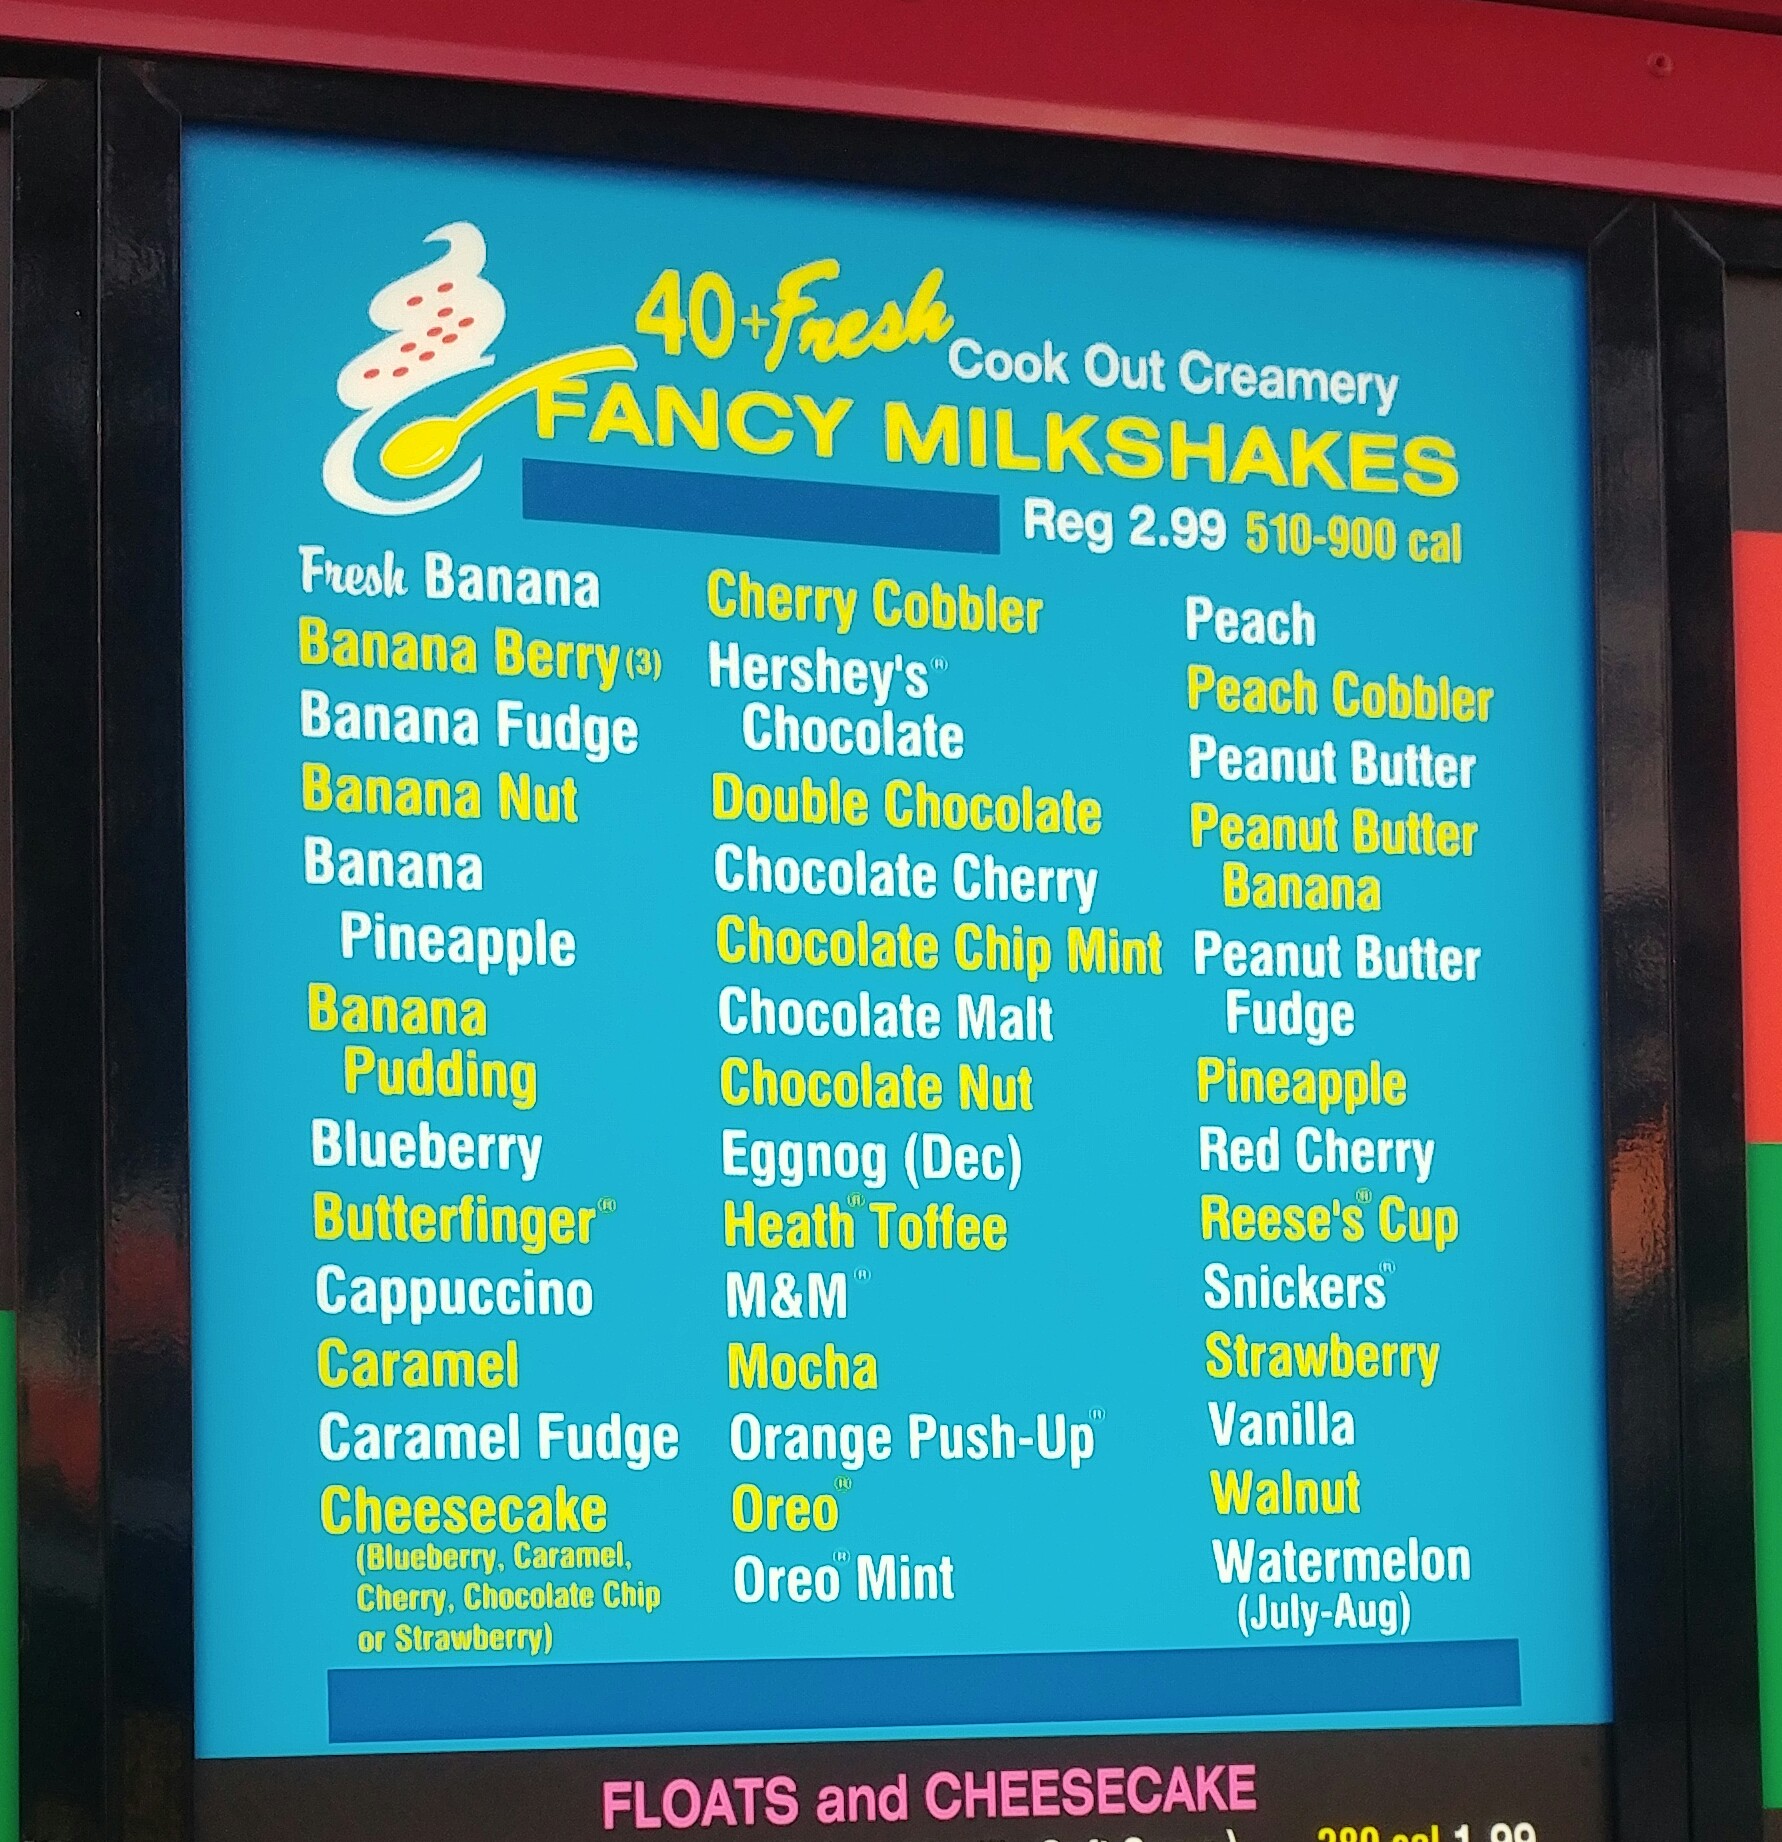 40+ Fresh
Cook Out Creamery
FANCY MILKSHAKES
Reg 2.99 510-900 cal
Fresh Banana
Banana Berry (3)
Banana Fudge
Banana Nut
Banana
Pineapple
Banana
Pudding
Blueberry
Butterfinger®
Cappuccino
Caramel
Caramel Fudge
Cheesecake
(Blueberry, Caramel,
Cherry, Chocolate Chip
or Strawberry)
Cherry Cobbler
Hershey's®
Chocolate
Double Chocolate
Chocolate Cherry
Chocolate Chip Mint
Chocolate Malt
Chocolate Nut
Eggnog (Dec)
Heath® Toffee
M&M®
Mocha
Orange Push-Up®
Oreo®
Oreo® Mint
Peach
Peach Cobbler
Peanut Butter
Peanut Butter
Banana
Peanut Butter
Fudge
Pineapple
Red Cherry
Reese's® Cup
Snickers®
Strawberry
Vanilla
Walnut
Watermelon
(July-Aug)
FLOATS and CHEESECAKE
280 cal 1.99